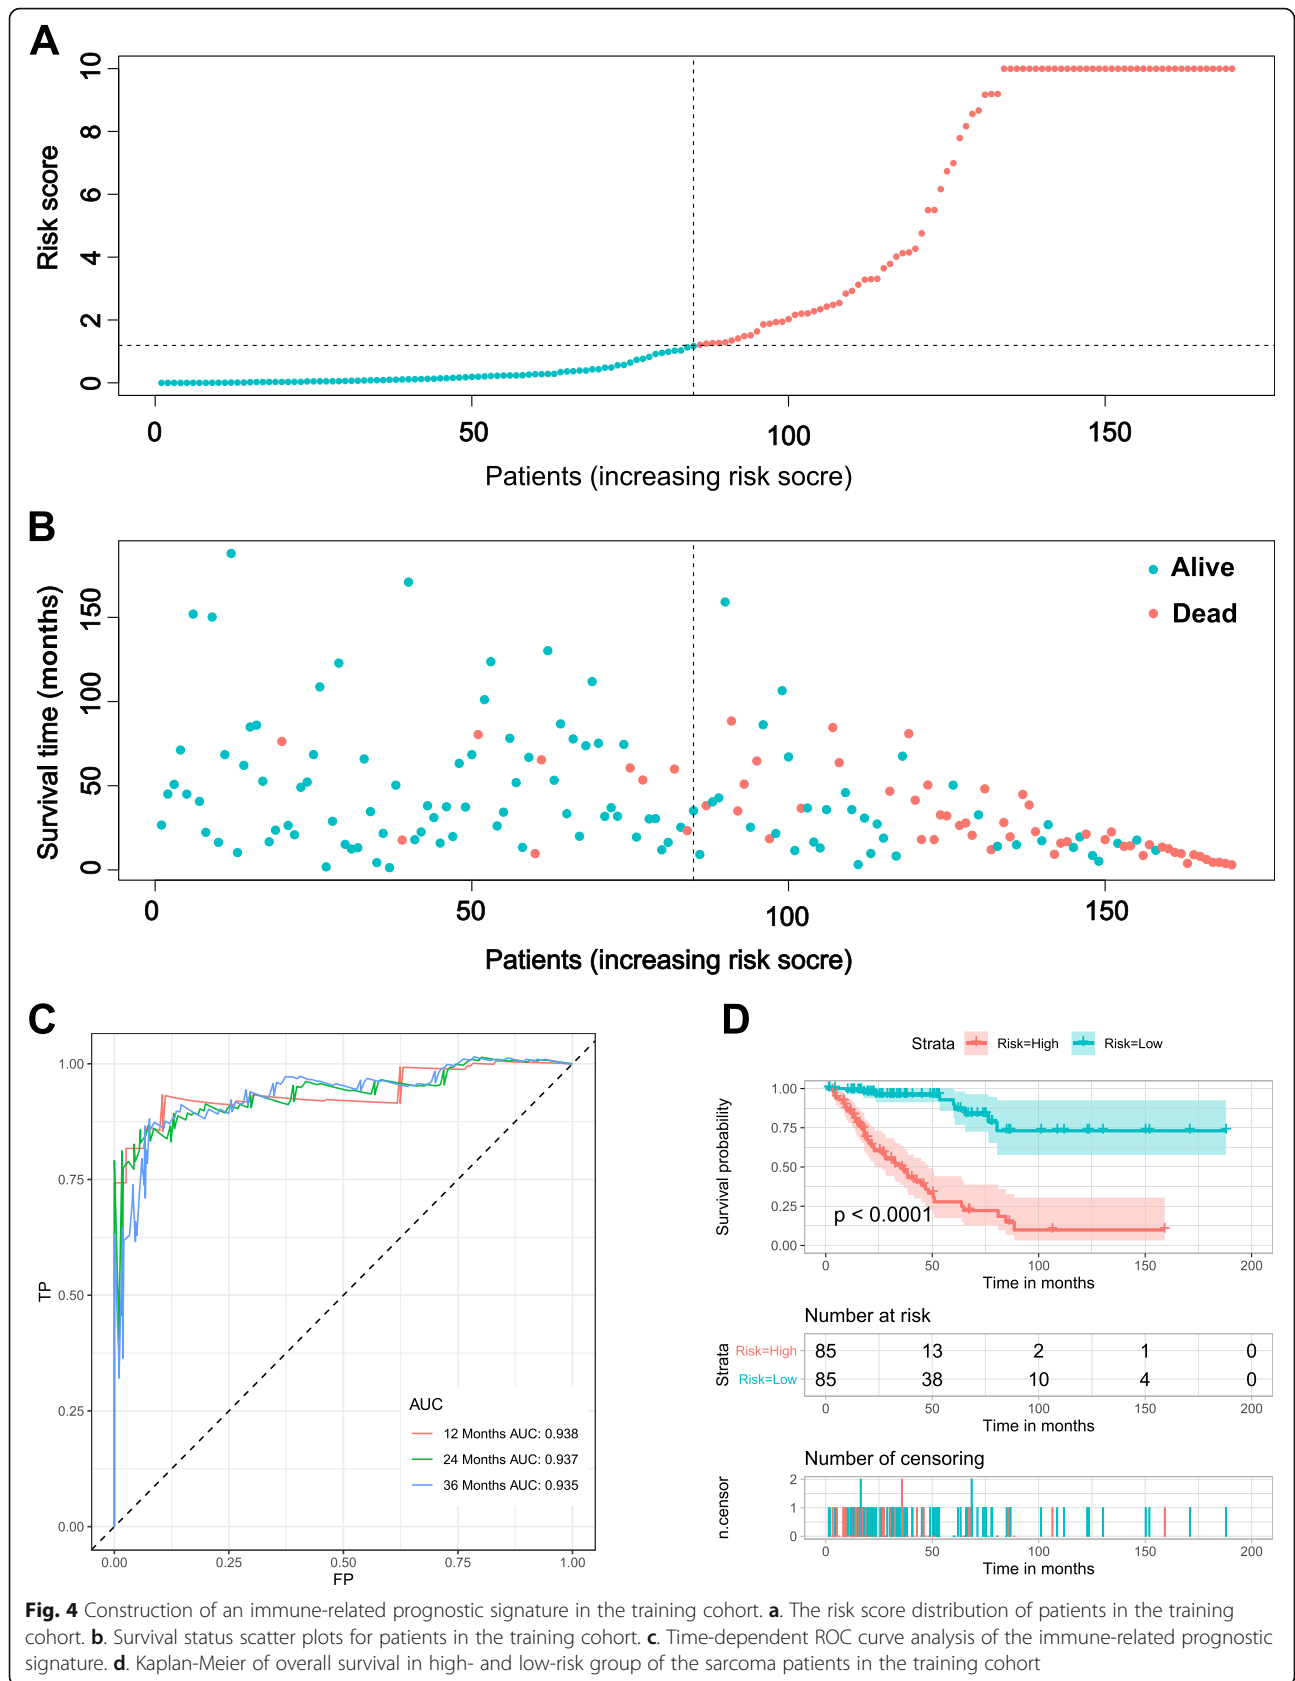 A
Risk score
10
8
6
4
2
0
0 50 100 150
Patients (increasing risk socre)
B
Survival time (months)
150
100
50
0
Alive
Dead
0 50 100 150
Patients (increasing risk socre)
C
TP
1.00
0.75
0.50
0.25
0.00
AUC
12 Months AUC: 0.938
24 Months AUC: 0.937
36 Months AUC: 0.935
0.00 0.25 0.50 0.75 1.00
FP
D
Strata Risk=High Risk=Low
Survival probability
1.00
0.75
0.50
0.25
0.00
p < 0.0001
0 50 100 150 200
Time in months
Number at risk
Strata
Risk=High 85 13 2 1 0
Risk=Low 85 38 10 4 0
0 50 100 150 200
Time in months
Number of censoring
n.censor
2
1
0
0 50 100 150 200
Time in months
Fig. 4 Construction of an immune-related prognostic signature in the training cohort. a. The risk score distribution of patients in the training
cohort. b. Survival status scatter plots for patients in the training cohort. c. Time-dependent ROC curve analysis of the immune-related prognostic
signature. d. Kaplan-Meier of overall survival in high- and low-risk group of the sarcoma patients in the training cohort